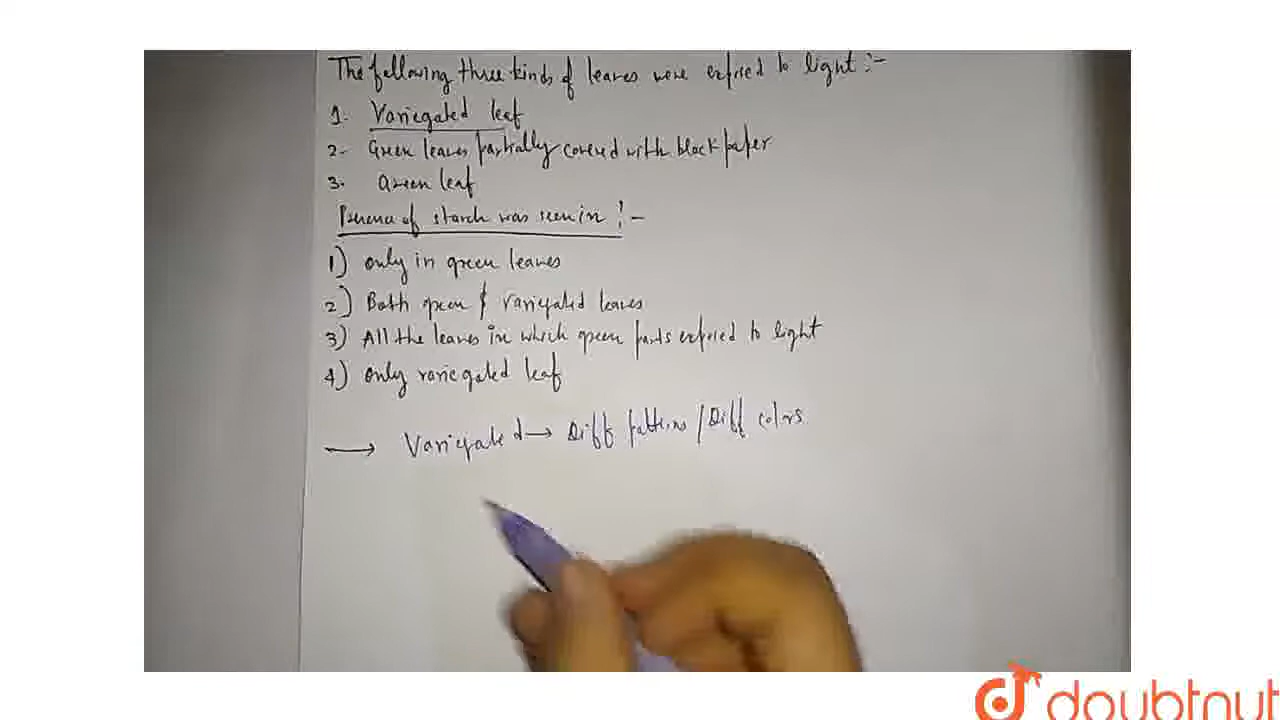 The following three kinds of leaves were exposed to light :-
1. Variegated leaf
2. Green leaves partially covered with black paper
3. Green leaf
Presence of starch was seen in :-
1) only in green leaves
2) Both green & variegated leaves
3) All the leaves in which green parts exposed to light
4) only variegated leaf
→ Variegated → Diff patterns / Diff colors
doubtnut